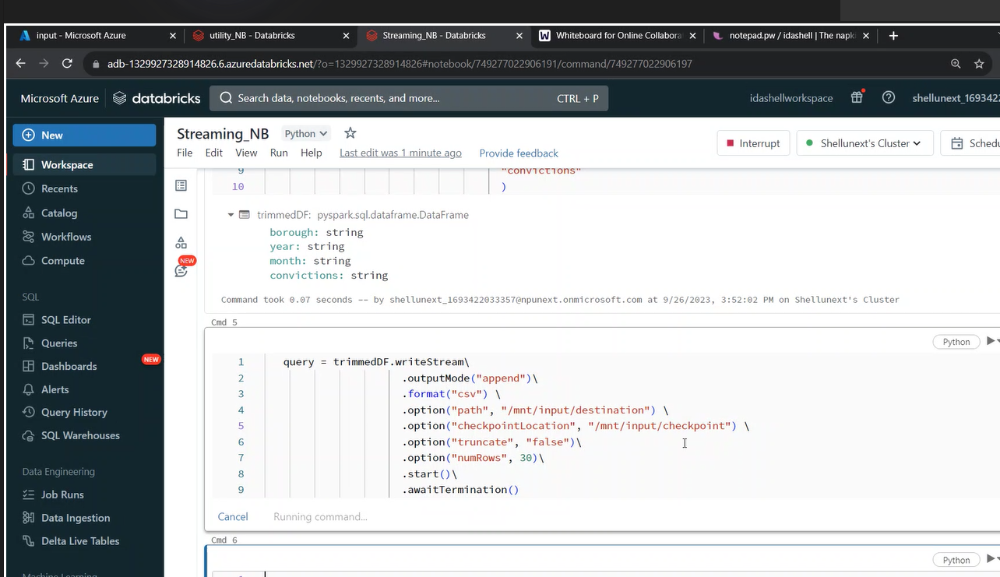 input - Microsoft Azure
utility_NB - Databricks
Streaming_NB - Databricks
Whiteboard for Online Collabora
notepad.pw / idashell | The napki
adb-1329927328914826.6.azuredatabricks.net/?o=1329927328914826#notebook/749277022906191/command/749277022906197
Microsoft Azure
databricks
Search data, notebooks, recents, and more... CTRL + P
idashellworkspace
shellunext_169342
New
Workspace
Recents
Catalog
Workflows
Compute
SQL
SQL Editor
Queries
Dashboards
NEW
Alerts
Query History
SQL Warehouses
Data Engineering
Job Runs
Data Ingestion
Delta Live Tables
Machine Learning
Streaming_NB Python
File Edit View Run Help Last edit was 1 minute ago Provide feedback
Interrupt
Shellunext's Cluster
Schedu
NEW
9 "convictions"
10 )
trimmedDF: pyspark.sql.dataframe.DataFrame
borough: string
year: string
month: string
convictions: string
Command took 0.07 seconds -- by shellunext_1693422033357@npunext.onmicrosoft.com at 9/26/2023, 3:52:02 PM on Shellunext's Cluster
Cmd 5
Python
1 query = trimmedDF.writeStream\
2 .outputMode("append")\
3 .format("csv") \
4 .option("path", "/mnt/input/destination") \
5 .option("checkpointLocation", "/mnt/input/checkpoint") \
6 .option("truncate", "false")\
7 .option("numRows", 30)\
8 .start()\
9 .awaitTermination()
Cancel Running command...
Cmd 6
Python